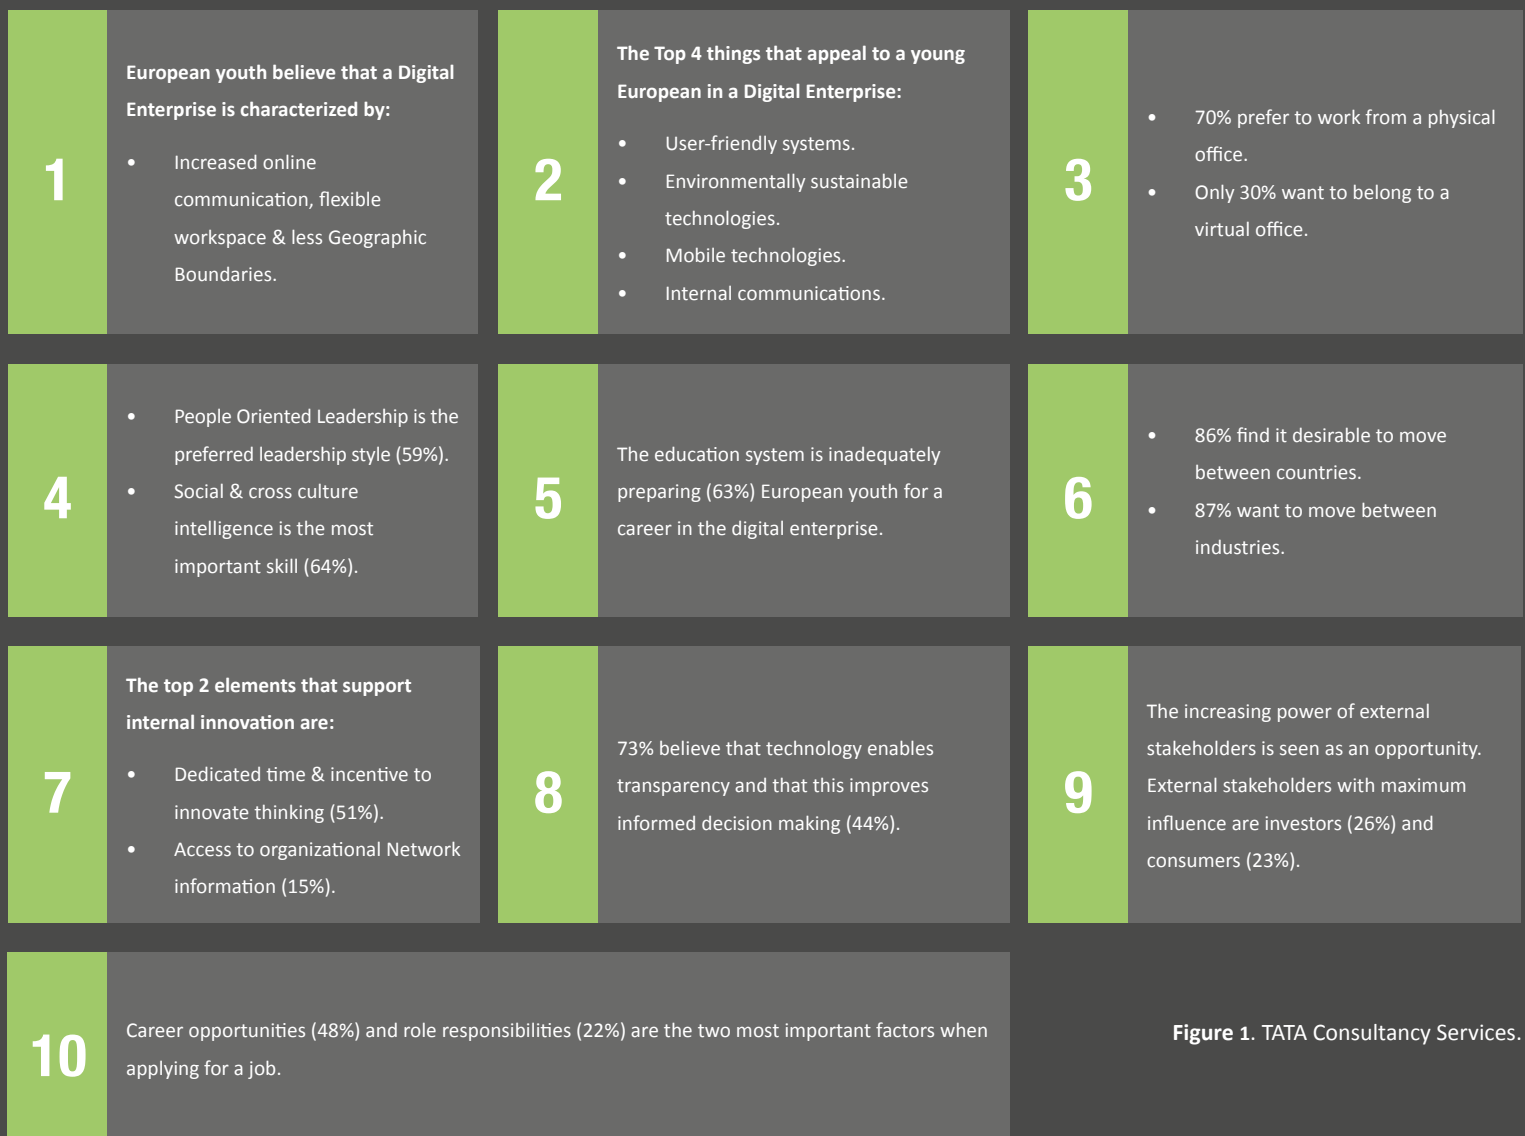 1
European youth believe that a Digital
Enterprise is characterized by:
• Increased online
communication, flexible
workspace & less Geographic
Boundaries.
2
The Top 4 things that appeal to a young
European in a Digital Enterprise:
• User-friendly systems.
• Environmentally sustainable
technologies.
• Mobile technologies.
• Internal communications.
3
• 70% prefer to work from a physical
office.
• Only 30% want to belong to a
virtual office.
4
• People Oriented Leadership is the
preferred leadership style (59%).
• Social & cross culture
intelligence is the most
important skill (64%).
5
The education system is inadequately
preparing (63%) European youth for a
career in the digital enterprise.
6
• 86% find it desirable to move
between countries.
• 87% want to move between
industries.
7
The top 2 elements that support
internal innovation are:
• Dedicated time & incentive to
innovate thinking (51%).
• Access to organizational Network
information (15%).
8
73% believe that technology enables
transparency and that this improves
informed decision making (44%).
9
The increasing power of external
stakeholders is seen as an opportunity.
External stakeholders with maximum
influence are investors (26%) and
consumers (23%).
10
Career opportunities (48%) and role responsibilities (22%) are the two most important factors when
applying for a job.
Figure 1. TATA Consultancy Services.